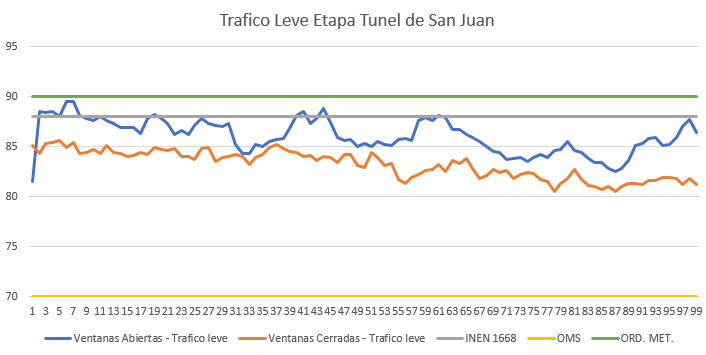 Trafico Leve Etapa Tunel de San Juan
95
90
85
80
75
70
1 3 5 7 9 11 13 15 17 19 21 23 25 27 29 31 33 35 37 39 41 43 45 47 49 51 53 55 57 59 61 63 65 67 69 71 73 75 77 79 81 83 85 87 89 91 93 95 97 99
Ventanas Abiertas - Trafico leve Ventanas Cerradas - Trafico leve INEN 1668 OMS ORD. MET.